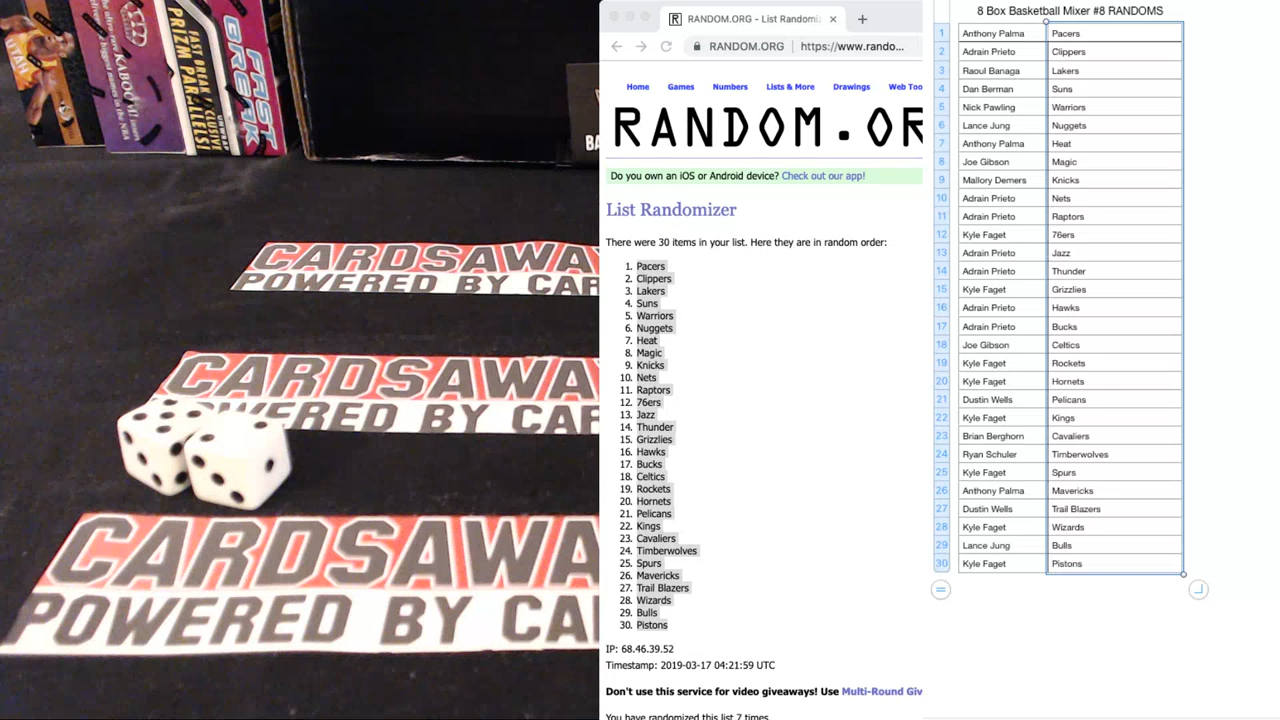 UTAH
KABOOM!
FAST BREAK
PRIZM PARALLELS!
FAST
BREAK
BA
CARDSAWA
POWERED BY CAR
CARDSAWA
WERED BY CAR
CARDSAWA
POWERED BY CA
RANDOM.ORG - List Randomiz
RANDOM.ORG
https://www.rando...
Home
Games
Numbers
Lists & More
Drawings
Web Too
RANDOM.OR
Do you own an iOS or Android device? Check out our app!
List Randomizer
There were 30 items in your list. Here they are in random order:
1. Pacers
2. Clippers
3. Lakers
4. Suns
5. Warriors
6. Nuggets
7. Heat
8. Magic
9. Knicks
10. Nets
11. Raptors
12. 76ers
13. Jazz
14. Thunder
15. Grizzlies
16. Hawks
17. Bucks
18. Celtics
19. Rockets
20. Hornets
21. Pelicans
22. Kings
23. Cavaliers
24. Timberwolves
25. Spurs
26. Mavericks
27. Trail Blazers
28. Wizards
29. Bulls
30. Pistons
IP: 68.46.39.52
Timestamp: 2019-03-17 04:21:59 UTC
Don't use this service for video giveaways! Use Multi-Round Giv
You have randomized this list 7 times.
8 Box Basketball Mixer #8 RANDOMS
1 Anthony Palma Pacers
2 Adrain Prieto Clippers
3 Raoul Banaga Lakers
4 Dan Berman Suns
5 Nick Pawling Warriors
6 Lance Jung Nuggets
7 Anthony Palma Heat
8 Joe Gibson Magic
9 Mallory Demers Knicks
10 Adrain Prieto Nets
11 Adrain Prieto Raptors
12 Kyle Faget 76ers
13 Adrain Prieto Jazz
14 Adrain Prieto Thunder
15 Kyle Faget Grizzlies
16 Adrain Prieto Hawks
17 Adrain Prieto Bucks
18 Joe Gibson Celtics
19 Kyle Faget Rockets
20 Kyle Faget Hornets
21 Dustin Wells Pelicans
22 Kyle Faget Kings
23 Brian Berghorn Cavaliers
24 Ryan Schuler Timberwolves
25 Kyle Faget Spurs
26 Anthony Palma Mavericks
27 Dustin Wells Trail Blazers
28 Kyle Faget Wizards
29 Lance Jung Bulls
30 Kyle Faget Pistons